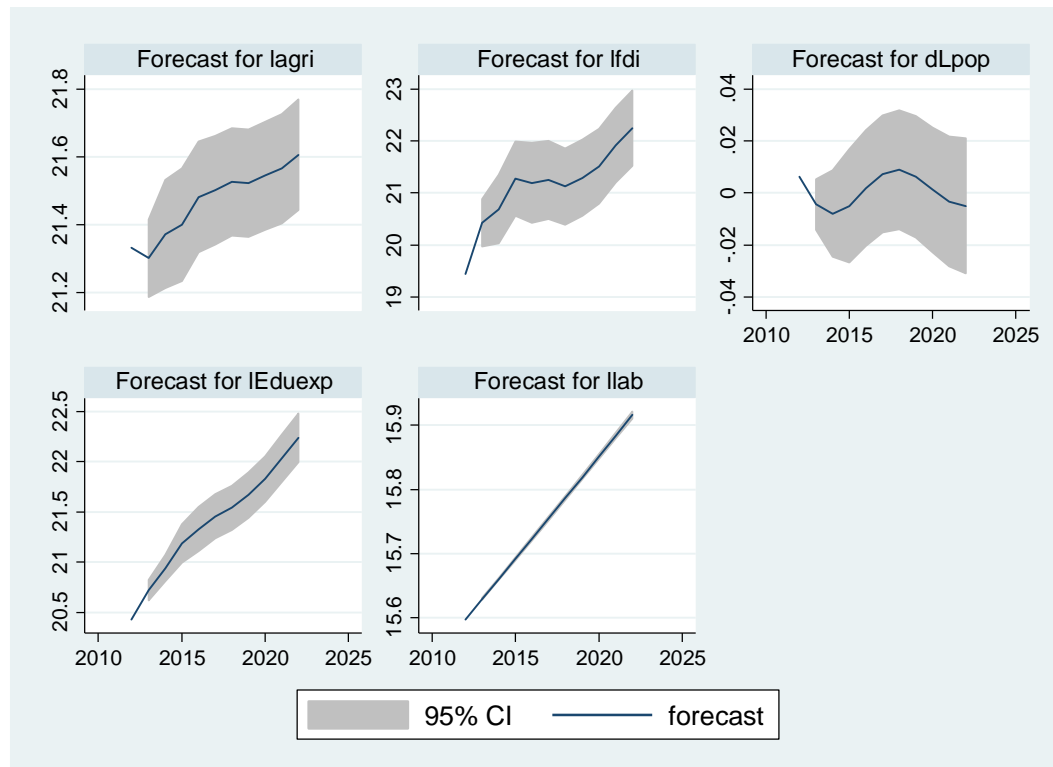 Forecast for lagri
21.8
21.6
21.4
21.2
Forecast for lfdi
23
22
21
20
19
Forecast for dLpop
.04
.02
0
-.02
-.04
2010 2015 2020 2025
Forecast for lEduexp
22.5
22
21.5
21
20.5
2010 2015 2020 2025
Forecast for llab
15.9
15.8
15.7
15.6
2010 2015 2020 2025
95% CI forecast